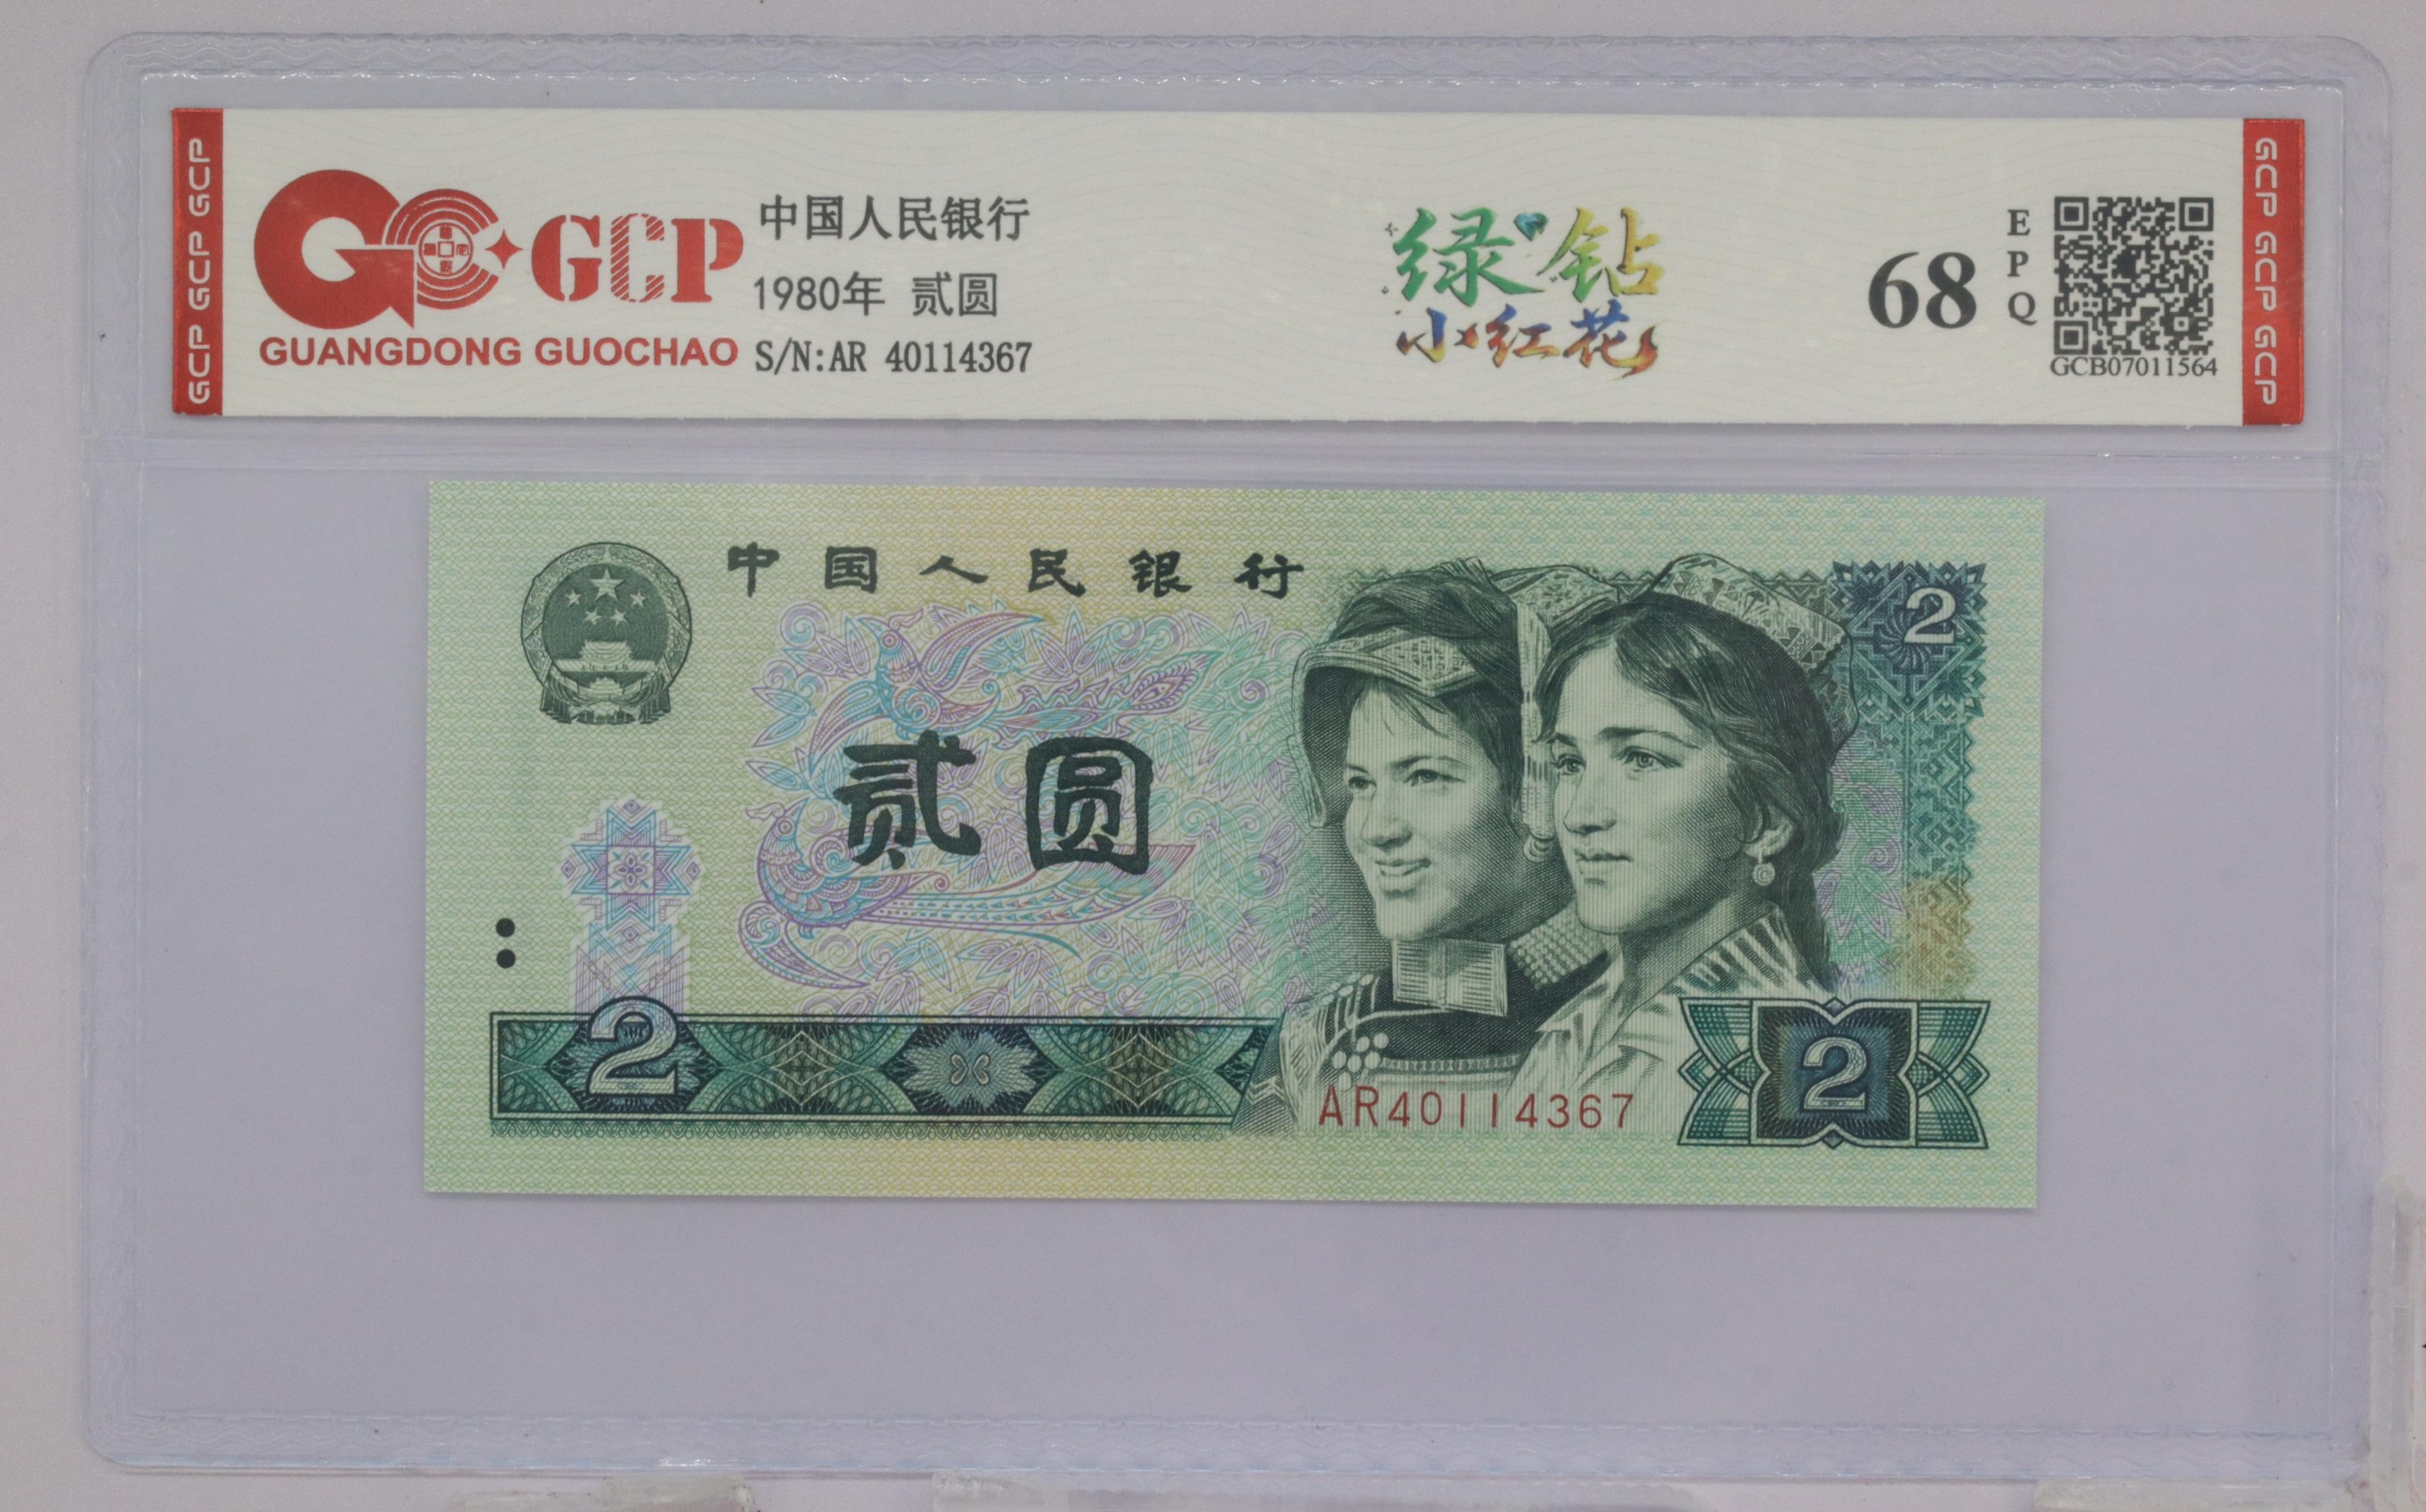 GCP GCP GCP
GCP
GUANGDONG GUOCHAO
中国人民银行
1980年 贰圆
S/N:AR 40114367
绿钻
小红花
68
EPQ
GCB07011564
GCP GCP GCP
中国人民银行
2
贰圆
2
AR40114367
2